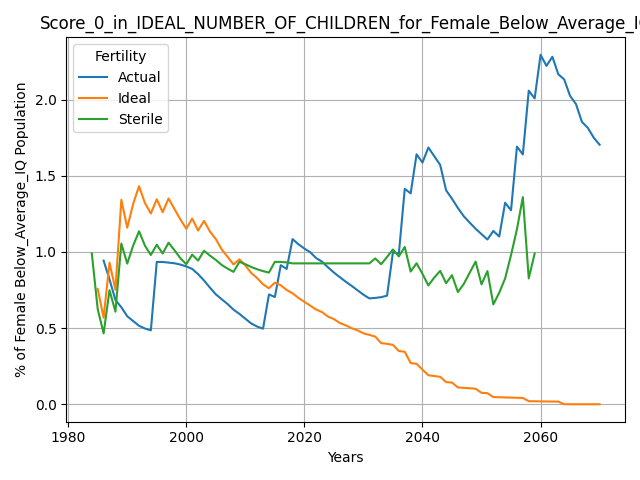 Score_0_in_IDEAL_NUMBER_OF_CHILDREN_for_Female_Below_Average_I
% of Female Below_Average_IQ Population
Fertility
Actual
Ideal
Sterile
2.0
1.5
1.0
0.5
0.0
1980
2000
2020
2040
2060
Years